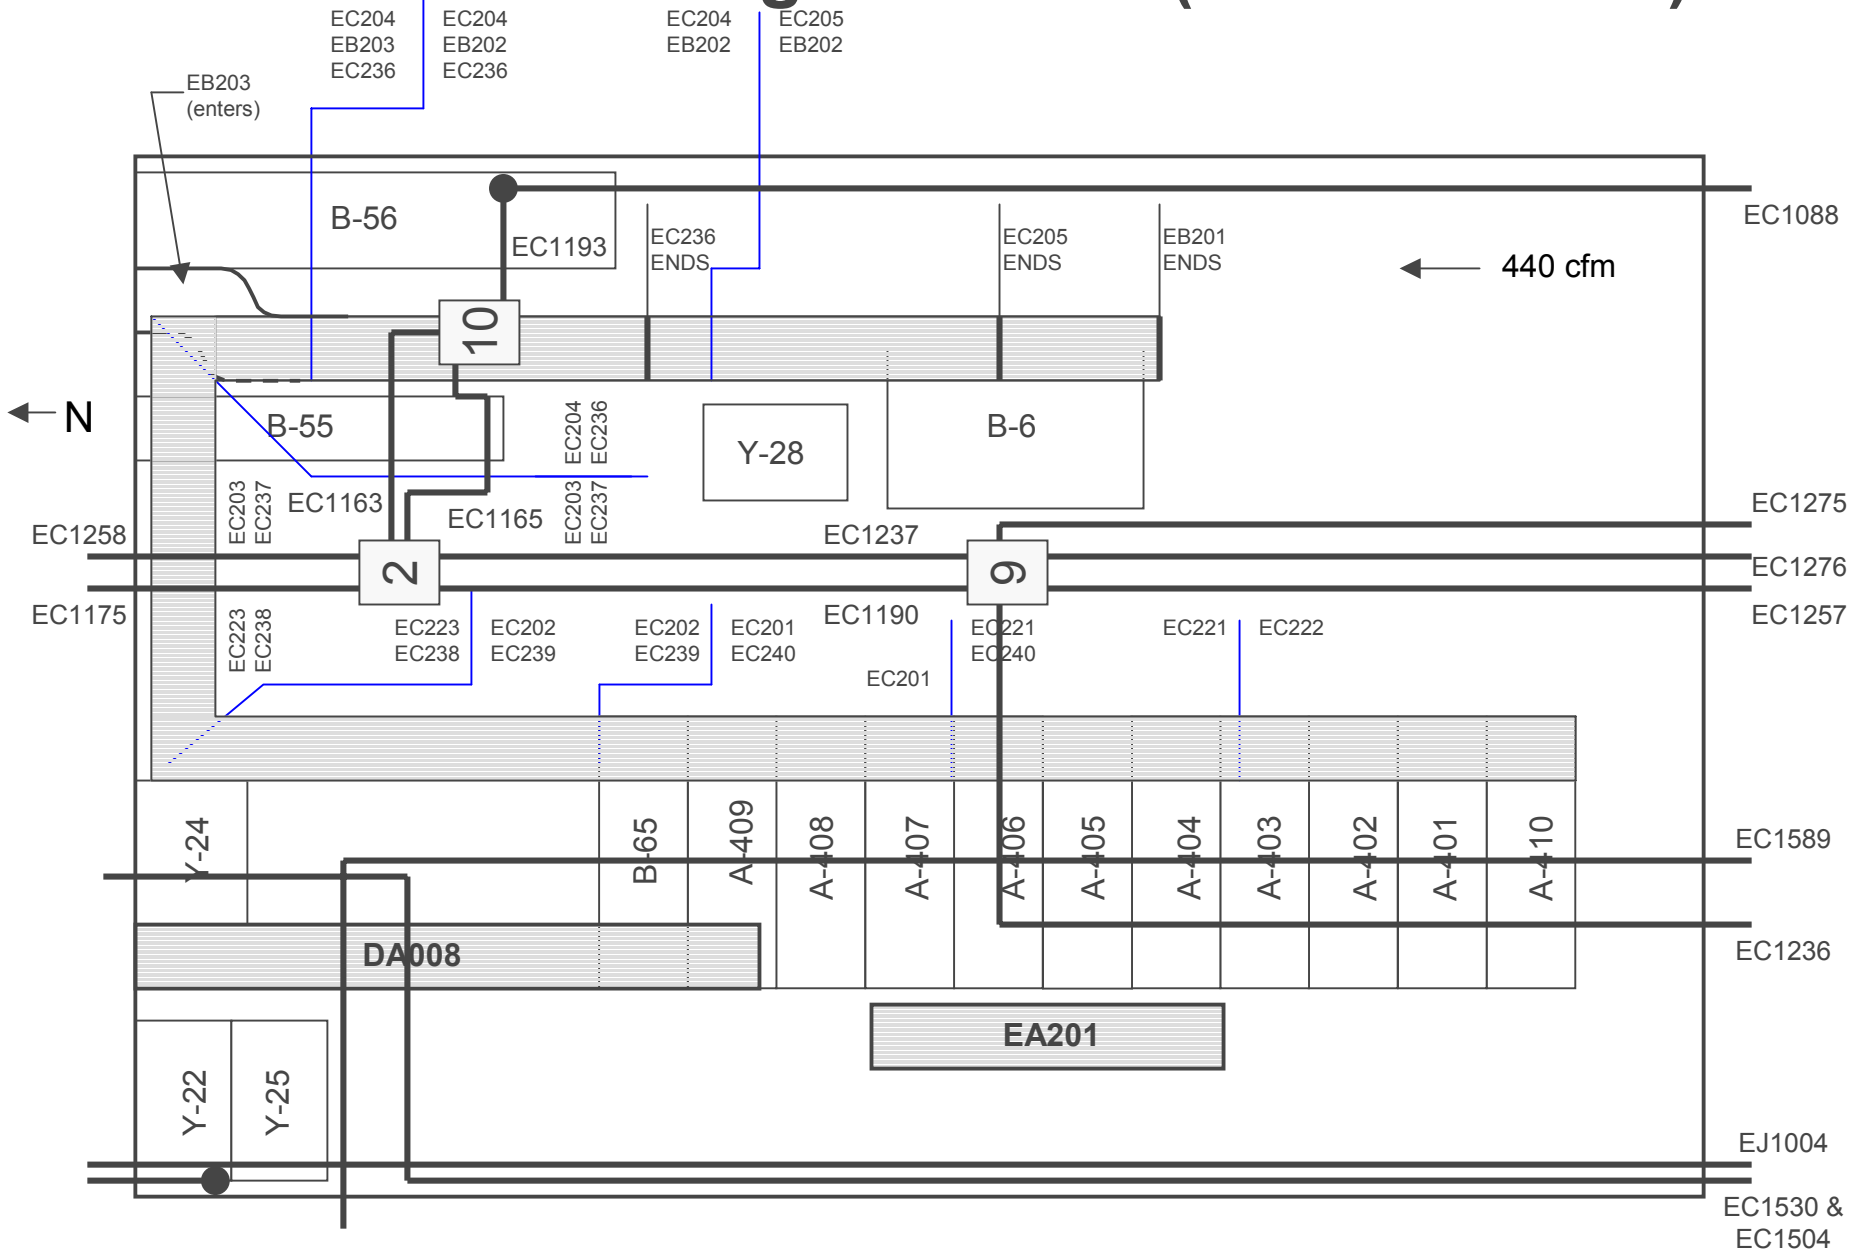 EC204
EB203
EC236
EC204
EB202
EC236
EC204
EB202
EC205
EB202
EB203
(enters)
B-56
EC1193
EC236
ENDS
EC205
ENDS
EB201
ENDS
EC1088
440 cfm
10
N
B-55
EC204
EC236
Y-28
B-6
EC203
EC237
EC1163
EC1165
EC203
EC237
EC1275
EC1258
EC1237
EC1276
2
9
EC1175
EC1190
EC1257
EC223
EC238
EC223
EC238
EC202
EC239
EC202
EC239
EC201
EC240
EC201
EC221
EC240
EC221
EC222
Y-24
B-65
A-409
A-408
A-407
A-406
A-405
A-404
A-403
A-402
A-401
A-410
EC1589
DA008
EC1236
EA201
Y-22
Y-25
EJ1004
EC1530 &
EC1504